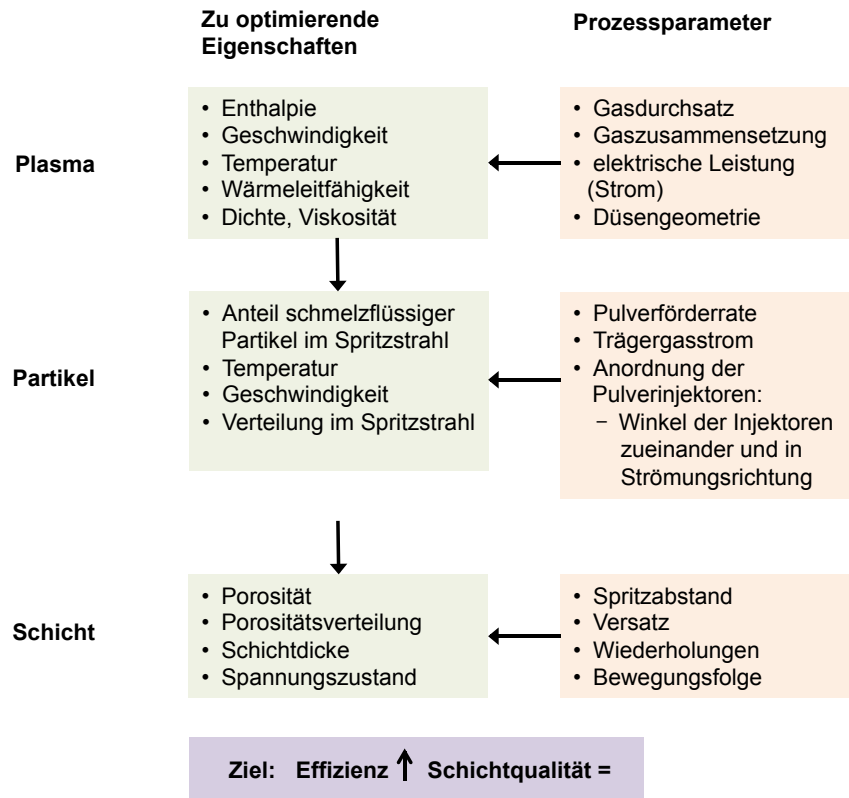 Zu optimierende
Eigenschaften
Prozessparameter
Plasma
• Enthalpie
• Geschwindigkeit
• Temperatur
• Wärmeleitfähigkeit
• Dichte, Viskosität
• Gasdurchsatz
• Gaszusammensetzung
• elektrische Leistung
(Strom)
• Düsengeometrie
Partikel
• Anteil schmelzflüssiger
Partikel im Spritzstrahl
• Temperatur
• Geschwindigkeit
• Verteilung im Spritzstrahl
• Pulverförderrate
• Trägergasstrom
• Anordnung der
Pulverinjektoren:
− Winkel der Injektoren
zueinander und in
Strömungsrichtung
Schicht
• Porosität
• Porositätsverteilung
• Schichtdicke
• Spannungszustand
• Spritzabstand
• Versatz
• Wiederholungen
• Bewegungsfolge
Ziel: Effizienz ↑ Schichtqualität =